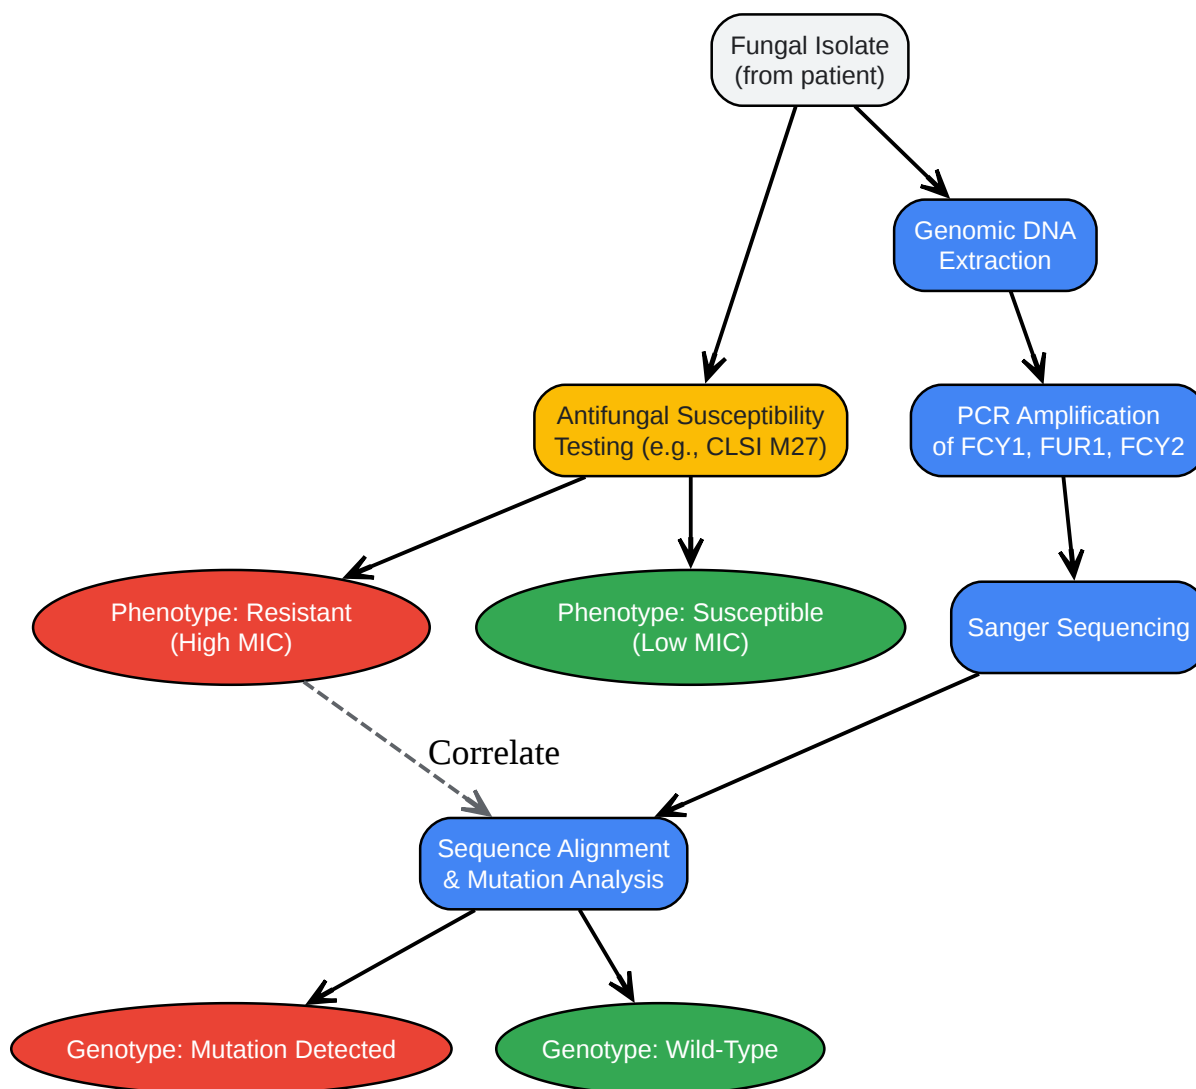 Fungal Isolate
(from patient)
Genomic DNA
Extraction
Antifungal Susceptibility
Testing (e.g., CLSI M27)
PCR Amplification
of FCY1, FUR1, FCY2
Phenotype: Resistant
(High MIC)
Phenotype: Susceptible
(Low MIC)
Sanger Sequencing
Correlate
Sequence Alignment
& Mutation Analysis
Genotype: Mutation Detected
Genotype: Wild-Type